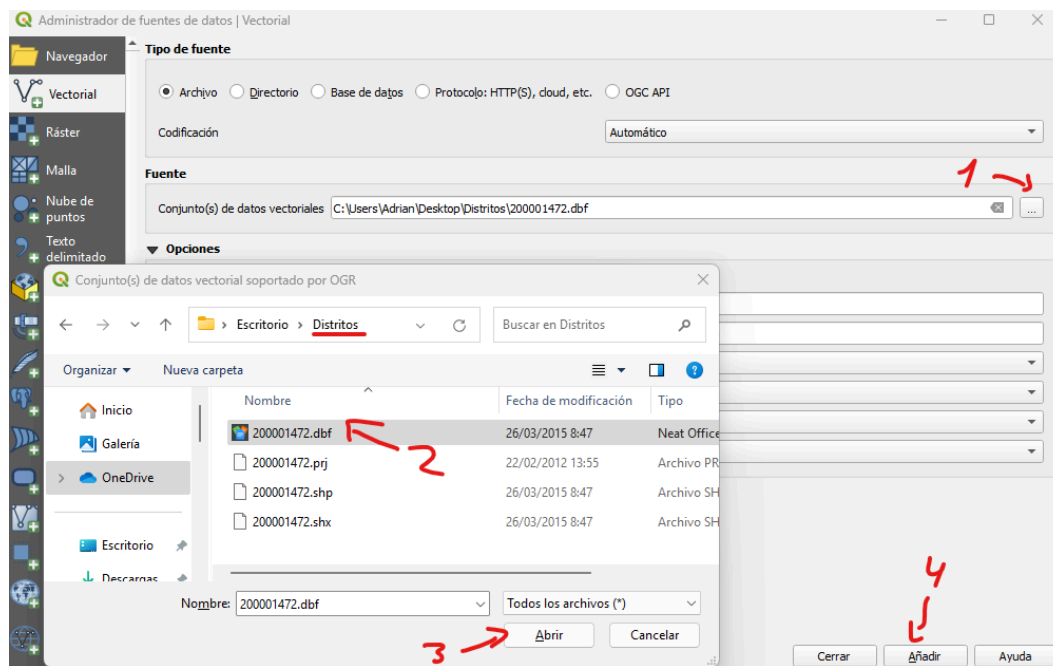 Administrador de fuentes de datos | Vectorial
Navegador
Vectorial
Ráster
Malla
Nube de
puntos
Texto
delimitado
Tipo de fuente
Archivo Directorio Base de datos Protocolo: HTTP(S), cloud, etc. OGC API
Codificación Automático
Fuente
1
Conjunto(s) de datos vectoriales C:\Users\Adrian\Desktop\Distritos\200001472.dbf ...
Opciones
Conjunto(s) de datos vectorial soportado por OGR
Escritorio > Distritos Buscar en Distritos
Organizar Nueva carpeta
Inicio
Galería
OneDrive
Escritorio
Descargas
Nombre Fecha de modificación Tipo
200001472.dbf 26/03/2015 8:47 Neat Office
2
200001472.prj 22/02/2012 13:55 Archivo PR
200001472.shp 26/03/2015 8:47 Archivo SH
200001472.shx 26/03/2015 8:47 Archivo SH
Nombre: 200001472.dbf Todos los archivos (*)
3 Abrir Cancelar
4
Cerrar Añadir Ayuda